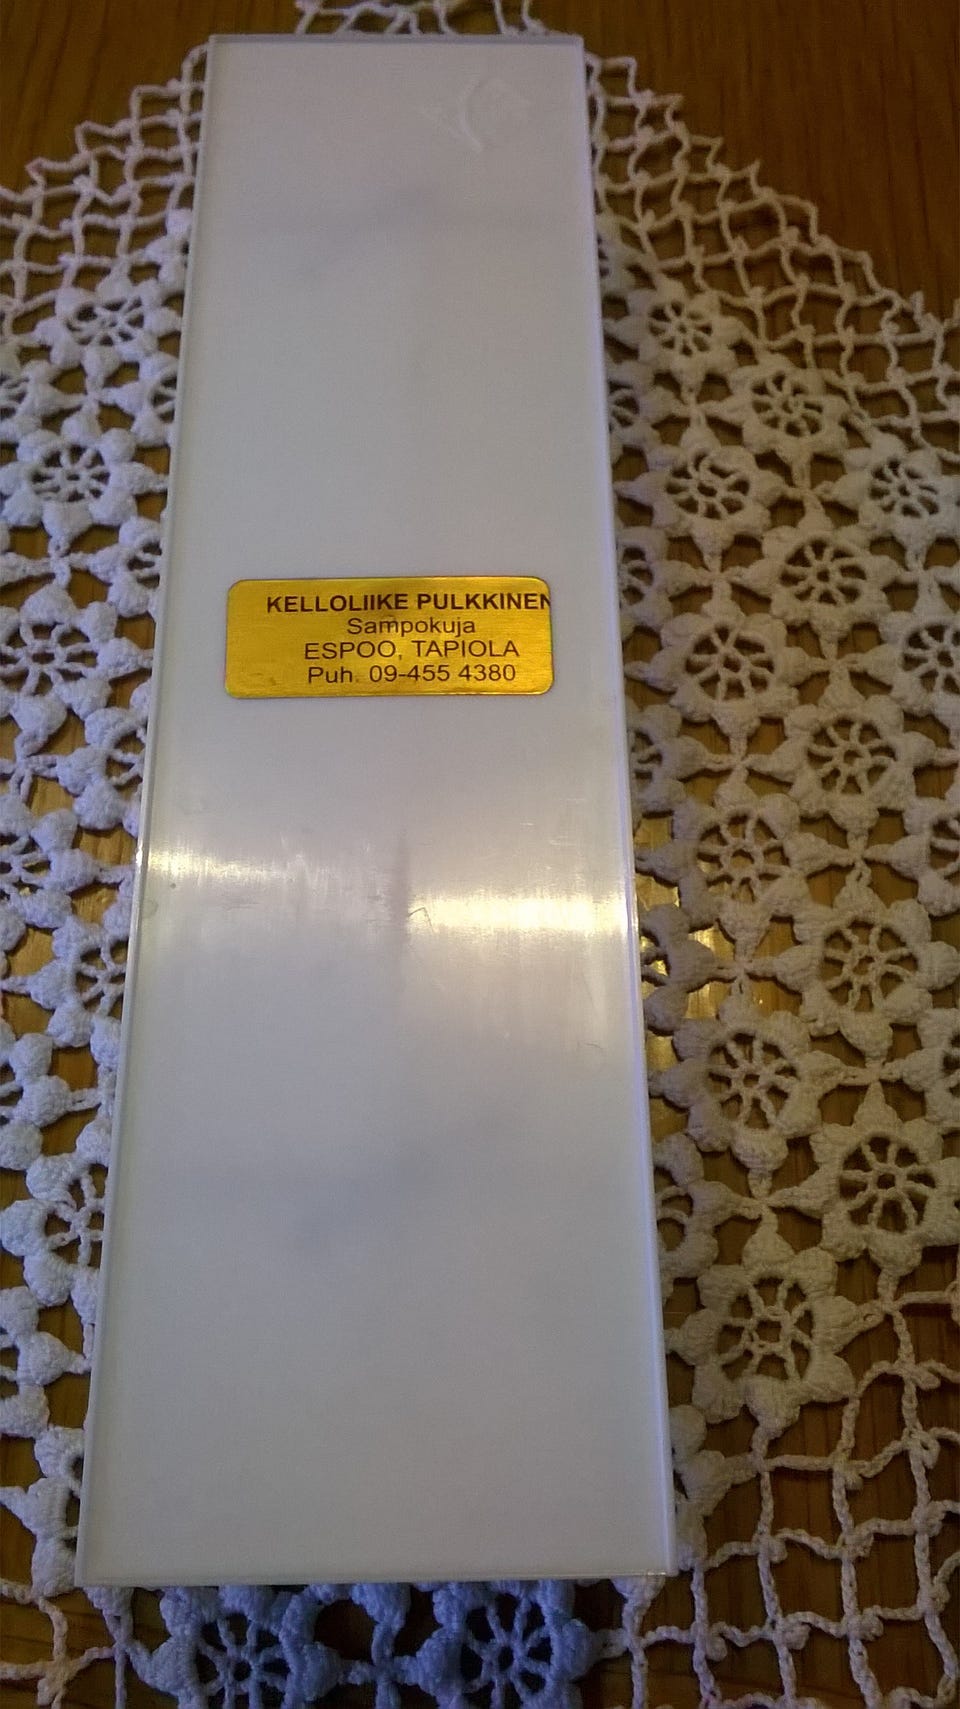 KELLOLIIKE PULKKINEN
Sampokuja
ESPOO, TAPIOLA
Puh. 09-455 4380